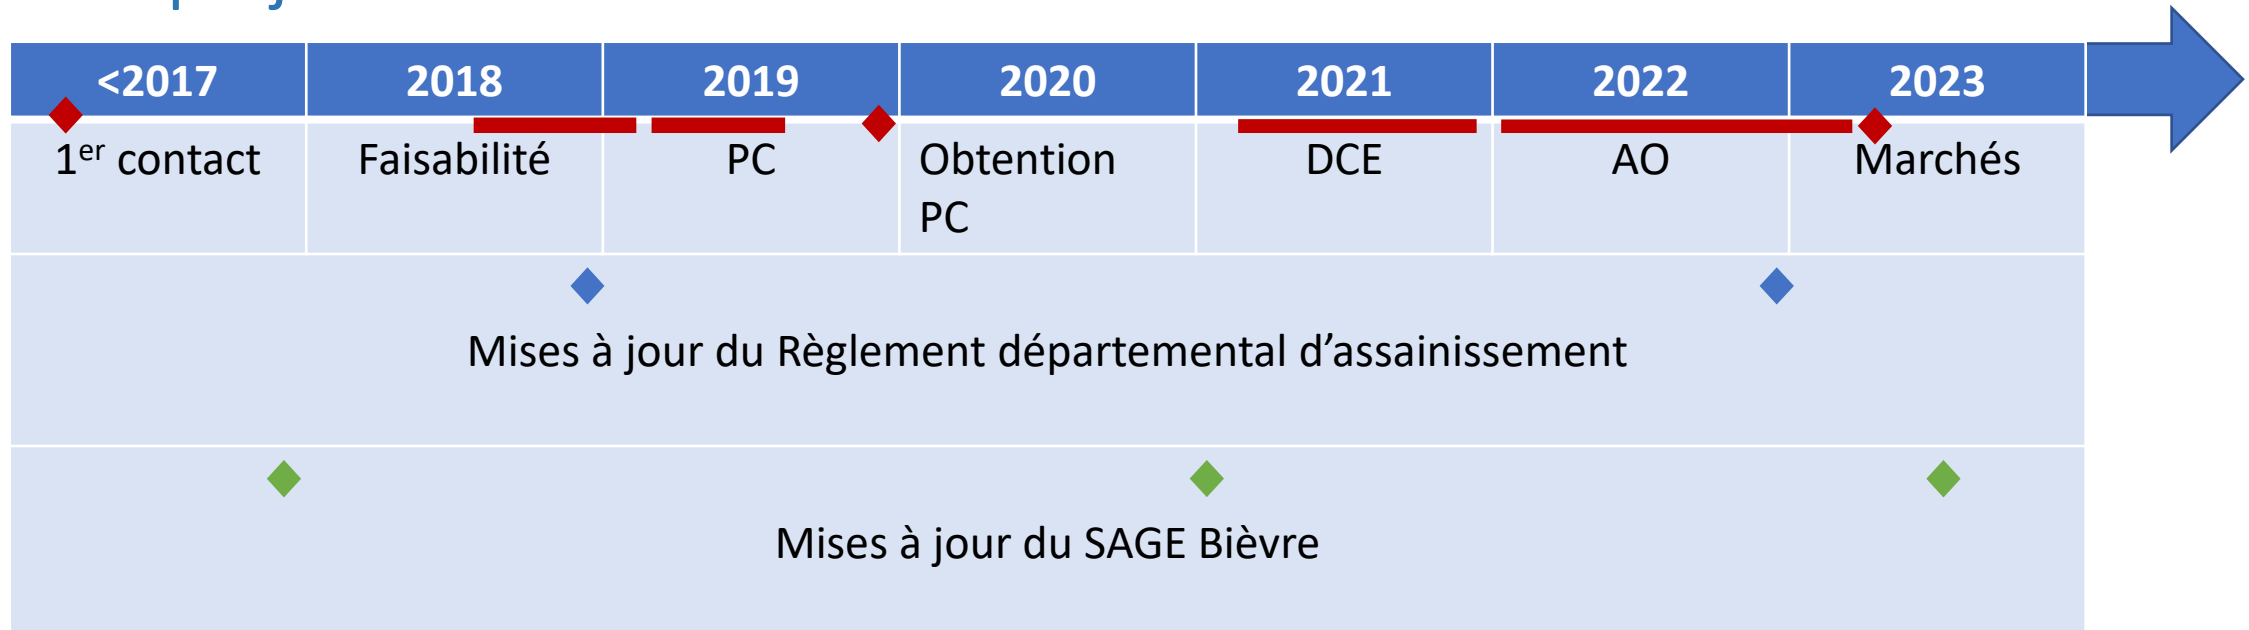 <2017 2018 2019 2020 2021 2022 2023
1er contact Faisabilité PC Obtention DCE AO Marchés
PC
Mises à jour du Règlement départemental d’assainissement
Mises à jour du SAGE Bièvre